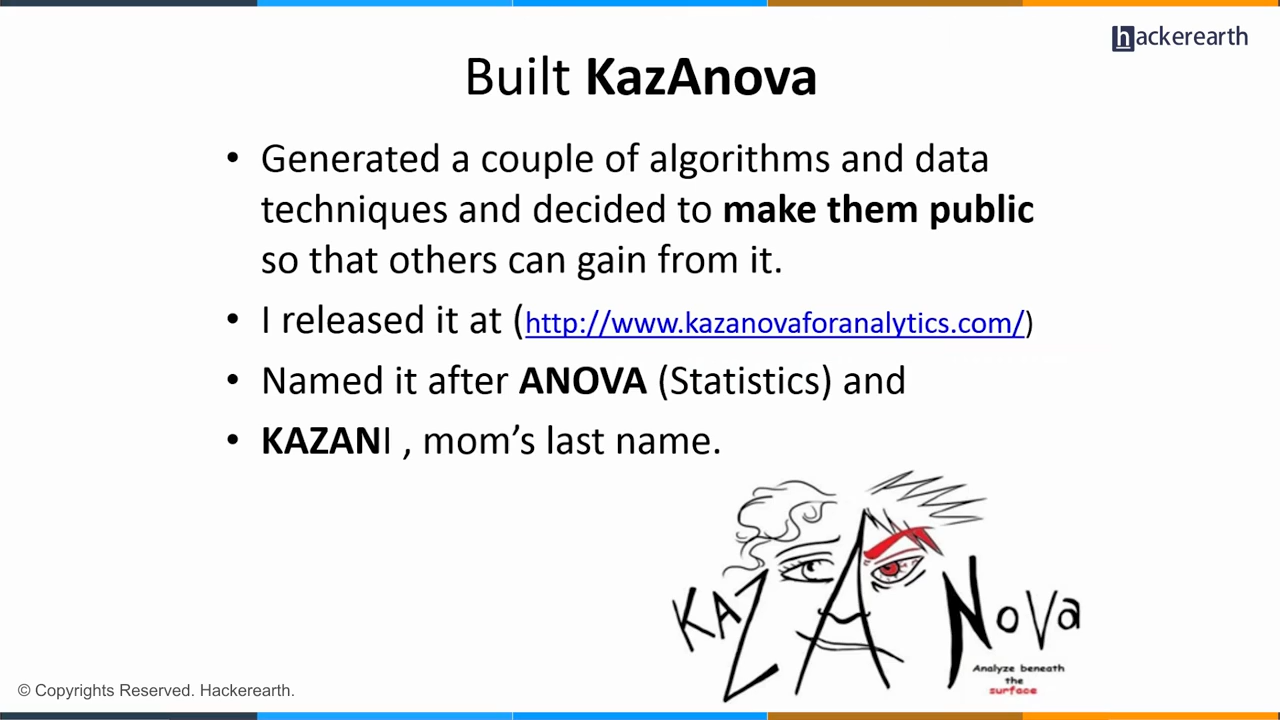 hackerearth
Built KazAnova
• Generated a couple of algorithms and data
techniques and decided to make them public
so that others can gain from it.
• I released it at (http://www.kazanovaforanalytics.com/)
• Named it after ANOVA (Statistics) and
• KAZANI , mom’s last name.
KAZANoVa
Analyze beneath
the
surface
© Copyrights Reserved. Hackerearth.